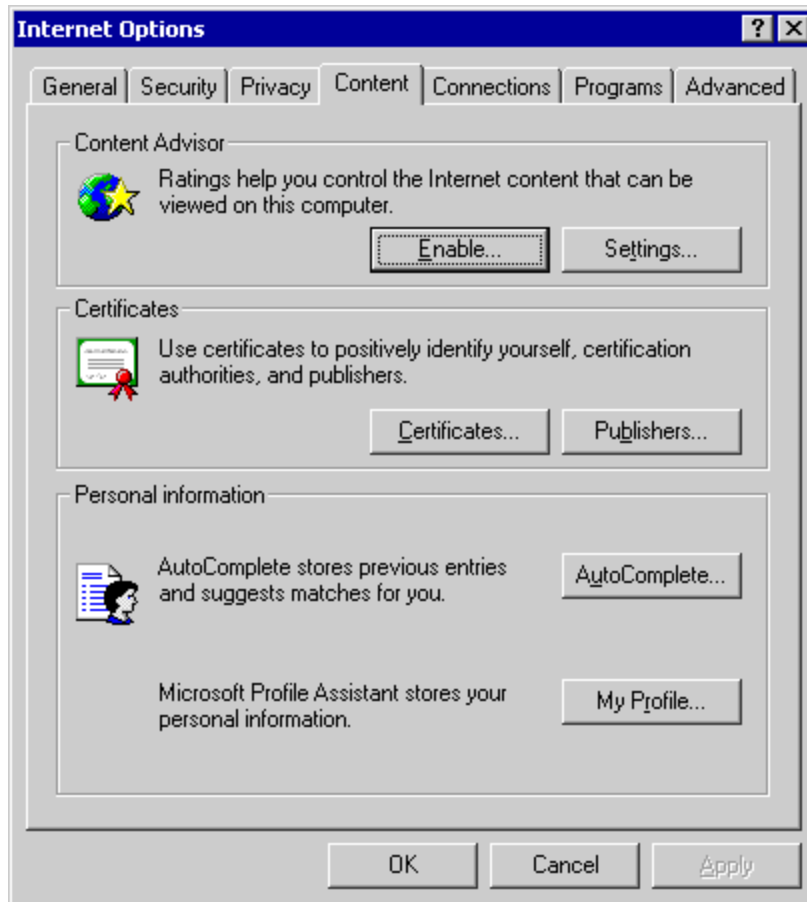 Internet Options
General Security Privacy Content Connections Programs Advanced
Content Advisor
Ratings help you control the Internet content that can be
viewed on this computer.
Enable... Settings...
Certificates
Use certificates to positively identify yourself, certification
authorities, and publishers.
Certificates... Publishers...
Personal information
AutoComplete stores previous entries
and suggests matches for you.
AutoComplete...
Microsoft Profile Assistant stores your
personal information.
My Profile...
OK Cancel Apply